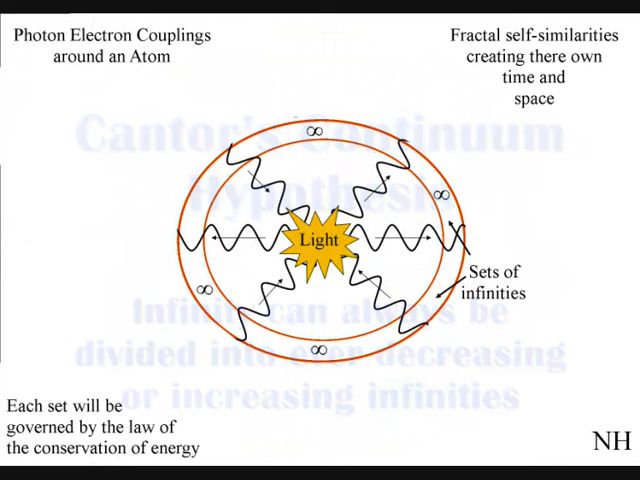 Photon Electron Couplings
around an Atom
Fractal self-similarities
creating there own
time and
space
Cantor's Continuum
Hypothesis
∞
∞
Light
Sets of
infinities
∞
Infinity can always be
divided into ever decreasing
or increasing infinities
∞
Each set will be
governed by the law of
the conservation of energy
NH